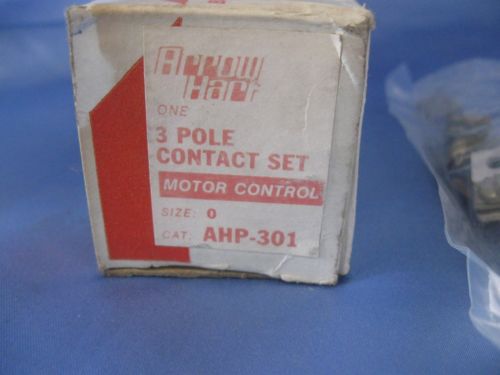 Arrow
Hart
ONE
3 POLE
CONTACT SET
MOTOR CONTROL
SIZE: 0
CAT: AHP-301